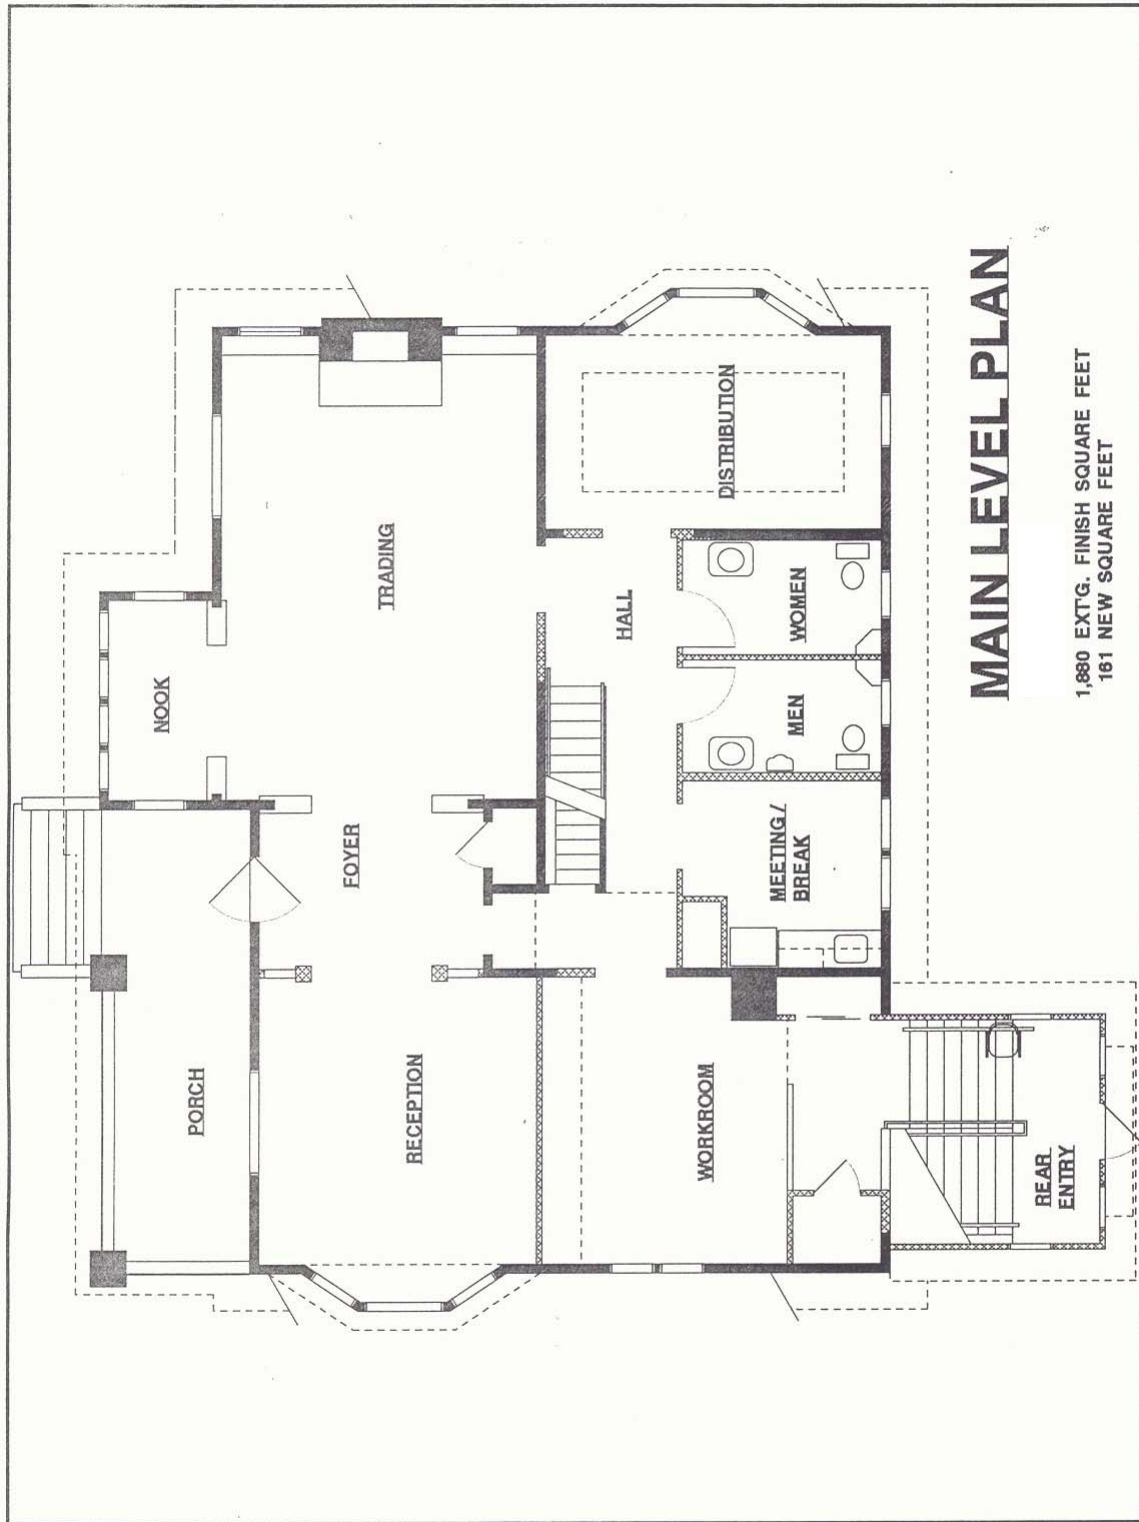 NOOK
PORCH
FOYER
TRADING
RECEPTION
HALL
WORKROOM
DISTRIBUTION
MEETING/
BREAK
MEN
WOMEN
REAR
ENTRY
MAIN LEVEL PLAN
1,880 EXT'G. FINISH SQUARE FEET
161 NEW SQUARE FEET